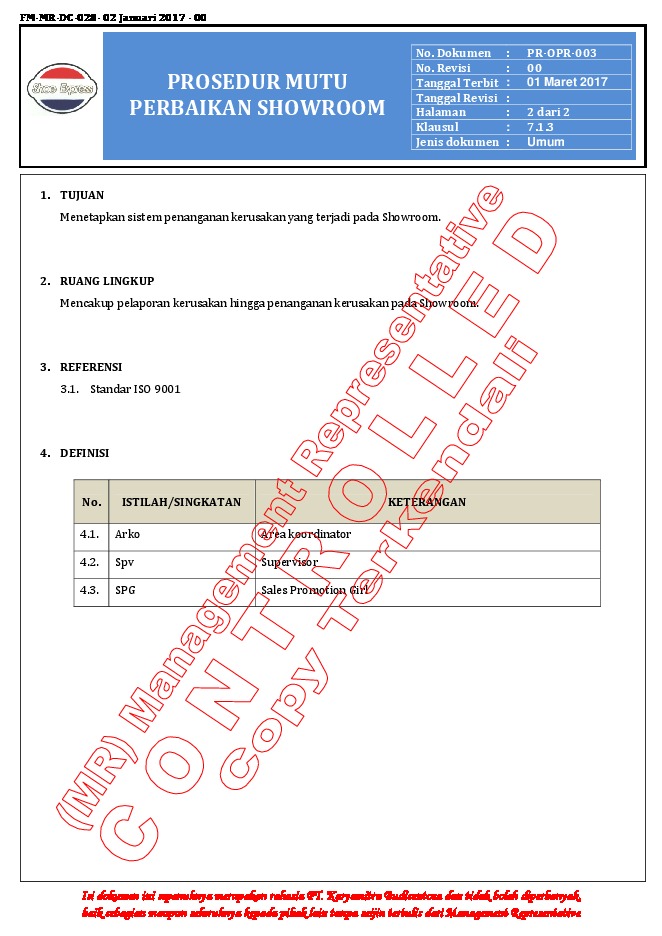 FM-MR-DC-028- 02 Januari 2017 - 00
Shoe Express
PROSEDUR MUTU
PERBAIKAN SHOWROOM
No. Dokumen : PR-OPR-003
No. Revisi : 00
Tanggal Terbit : 01 Maret 2017
Tanggal Revisi :
Halaman : 2 dari 2
Klausul : 7.1.3
Jenis dokumen : Umum
1. TUJUAN
Menetapkan sistem penanganan kerusakan yang terjadi pada Showroom.
2. RUANG LINGKUP
Mencakup pelaporan kerusakan hingga penanganan kerusakan pada Showroom.
3. REFERENSI
3.1. Standar ISO 9001
4. DEFINISI
No. ISTILAH/SINGKATAN KETERANGAN
4.1. Arko Area koordinator
4.2. Spv Supervisor
4.3. SPG Sales Promotion Girl
(MR) Management Representative
CONTROLLED
Copy Terkendali
Isi dokumen ini sepenuhnya merupakan rahasia PT. Karyamitra Budisentosa dan tidak boleh diperbanyak,
baik sebagian maupun seluruhnya kepada pihak lain tanpa seijin tertulis dari Management Representative